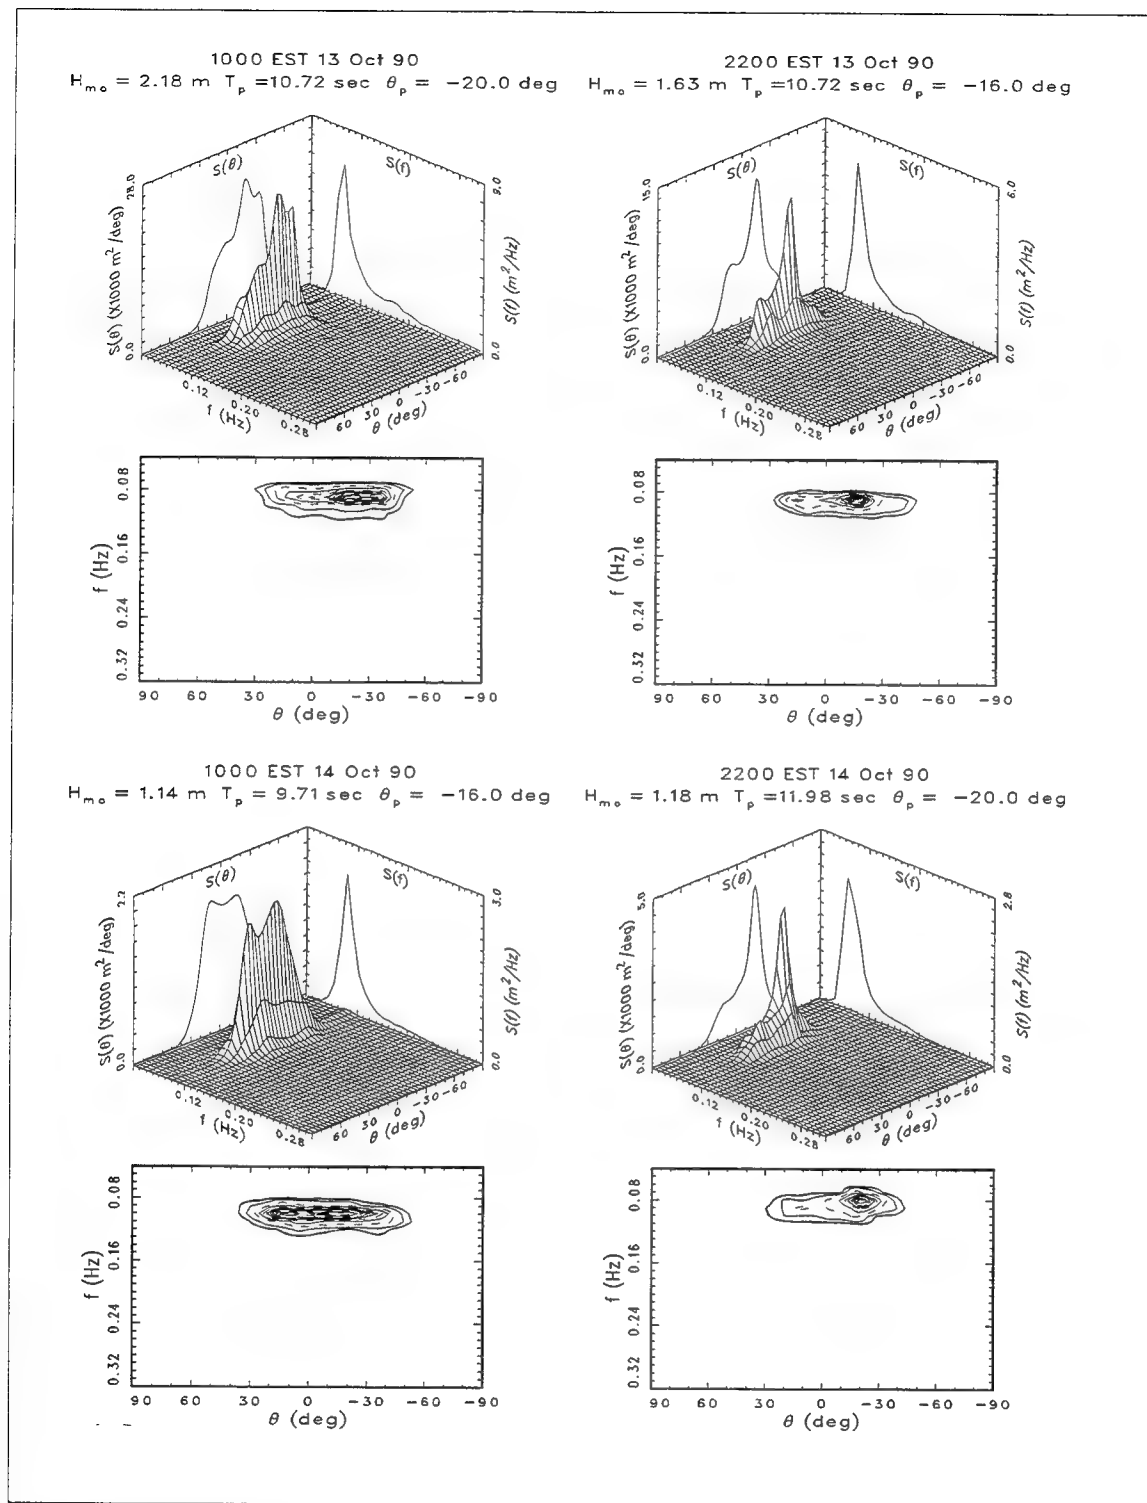 1000 EST 13 Oct 90
H_mo = 2.18 m T_p =10.72 sec θ_p = -20.0 deg
S(θ)
S(f)
28.0
9.0
S(θ) (X1000 m²/deg)
S(f) (m²/Hz)
0.0
0.0
0.12
0.20
0.28
f (Hz)
60 30 0 -30 -60
θ (deg)
0.08
0.16
0.24
0.32
f (Hz)
90 60 30 0 -30 -60 -90
θ (deg)
2200 EST 13 Oct 90
H_mo = 1.63 m T_p =10.72 sec θ_p = -16.0 deg
S(θ)
S(f)
15.0
6.0
S(θ) (X1000 m²/deg)
S(f) (m²/Hz)
0.0
0.0
0.12
0.20
0.28
f (Hz)
60 30 0 -30 -60
θ (deg)
0.08
0.16
0.24
0.32
f (Hz)
90 60 30 0 -30 -60 -90
θ (deg)
1000 EST 14 Oct 90
H_mo = 1.14 m T_p = 9.71 sec θ_p = -16.0 deg
S(θ)
S(f)
2.2
3.0
S(θ) (X1000 m²/deg)
S(f) (m²/Hz)
0.0
0.0
0.12
0.20
0.28
f (Hz)
60 30 0 -30 -60
θ (deg)
0.08
0.16
0.24
0.32
f (Hz)
90 60 30 0 -30 -60 -90
θ (deg)
2200 EST 14 Oct 90
H_mo = 1.18 m T_p =11.98 sec θ_p = -20.0 deg
S(θ)
S(f)
5.0
2.8
S(θ) (X1000 m²/deg)
S(f) (m²/Hz)
0.0
0.0
0.12
0.20
0.28
f (Hz)
60 30 0 -30 -60
θ (deg)
0.08
0.16
0.24
0.32
f (Hz)
90 60 30 0 -30 -60 -90
θ (deg)